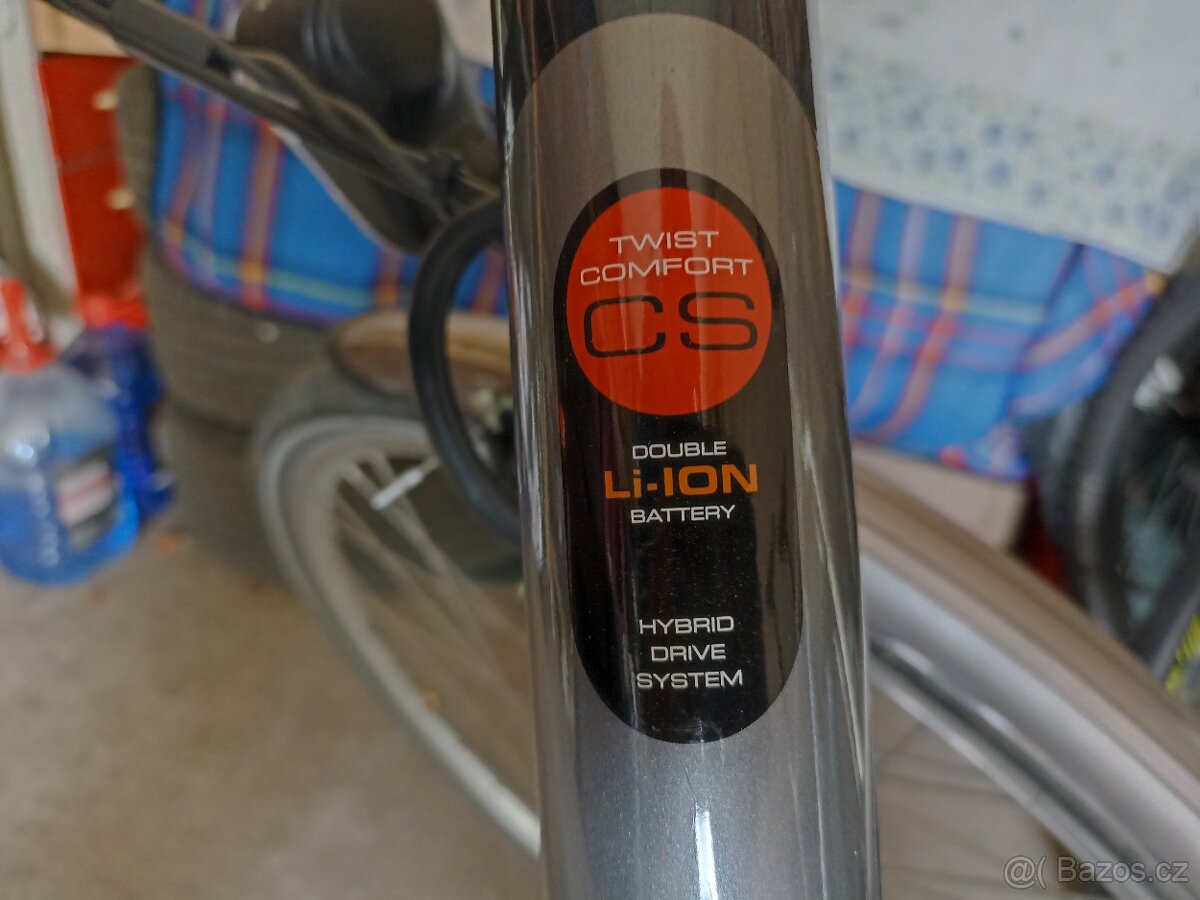 TWIST
COMFORT
CS
DOUBLE
Li-ION
BATTERY
HYBRID
DRIVE
SYSTEM
@( Bazos.cz